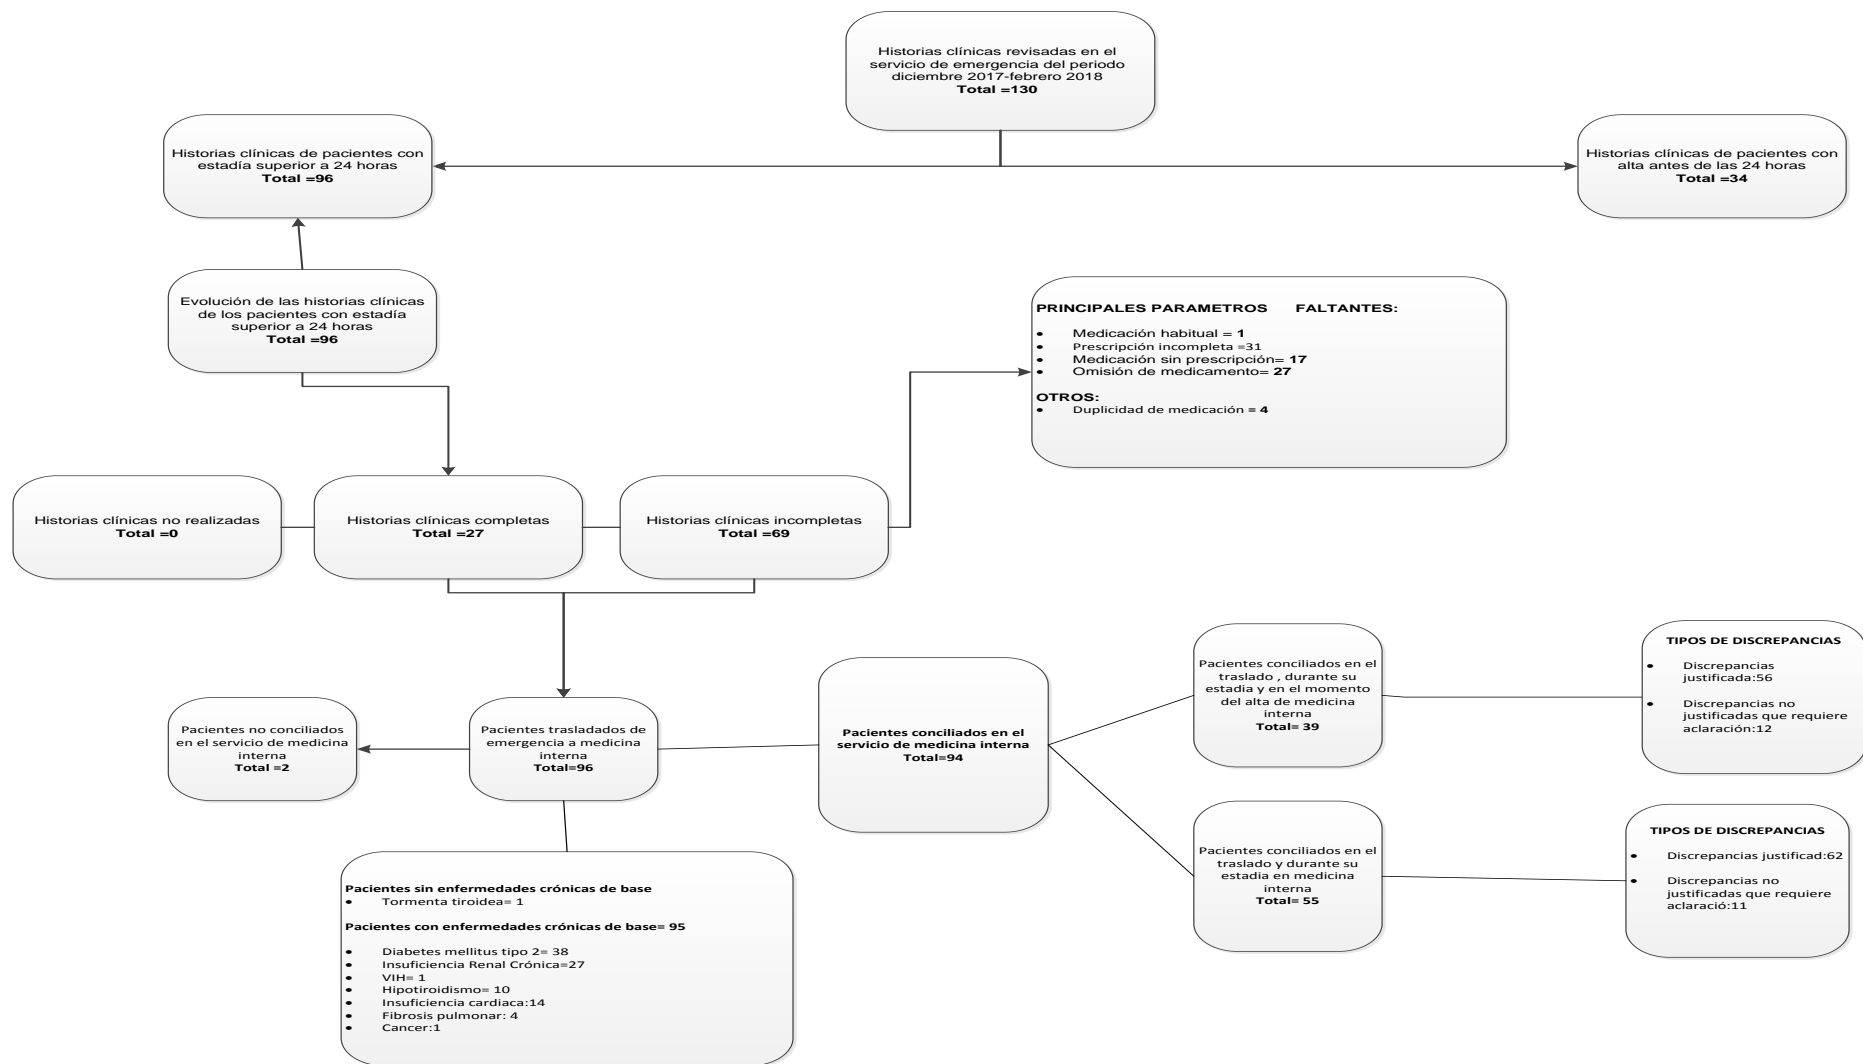 Historias clínicas revisadas en el
servicio de emergencia del periodo
diciembre 2017-febrero 2018
Total =130
Historias clínicas de pacientes con
estadía superior a 24 horas
Total =96
Historias clínicas de pacientes con
alta antes de las 24 horas
Total =34
Evolución de las historias clínicas
de los pacientes con estadía
superior a 24 horas
Total =96
PRINCIPALES PARAMETROS FALTANTES:
• Medicación habitual = 1
• Prescripción incompleta =31
• Medicación sin prescripción= 17
• Omisión de medicamento= 27
OTROS:
• Duplicidad de medicación = 4
Historias clínicas no realizadas
Total =0
Historias clínicas completas
Total =27
Historias clínicas incompletas
Total =69
Pacientes no conciliados
en el servicio de medicina
interna
Total =2
Pacientes trasladados de
emergencia a medicina
interna
Total=96
Pacientes conciliados en el
servicio de medicina interna
Total=94
Pacientes conciliados en el
traslado , durante su
estadia y en el momento
del alta de medicina
interna
Total= 39
TIPOS DE DISCREPANCIAS
• Discrepancias
justificada:56
• Discrepancias no
justificadas que requiere
aclaración:12
Pacientes conciliados en el
traslado y durante su
estadia en medicina
interna
Total= 55
TIPOS DE DISCREPANCIAS
• Discrepancias justificad:62
• Discrepancias no
justificadas que requiere
aclaració:11
Pacientes sin enfermedades crónicas de base
• Tormenta tiroidea= 1
Pacientes con enfermedades crónicas de base= 95
• Diabetes mellitus tipo 2= 38
• Insuficiencia Renal Crónica=27
• VIH= 1
• Hipotiroidismo= 10
• Insuficiencia cardiaca:14
• Fibrosis pulmonar: 4
• Cancer:1